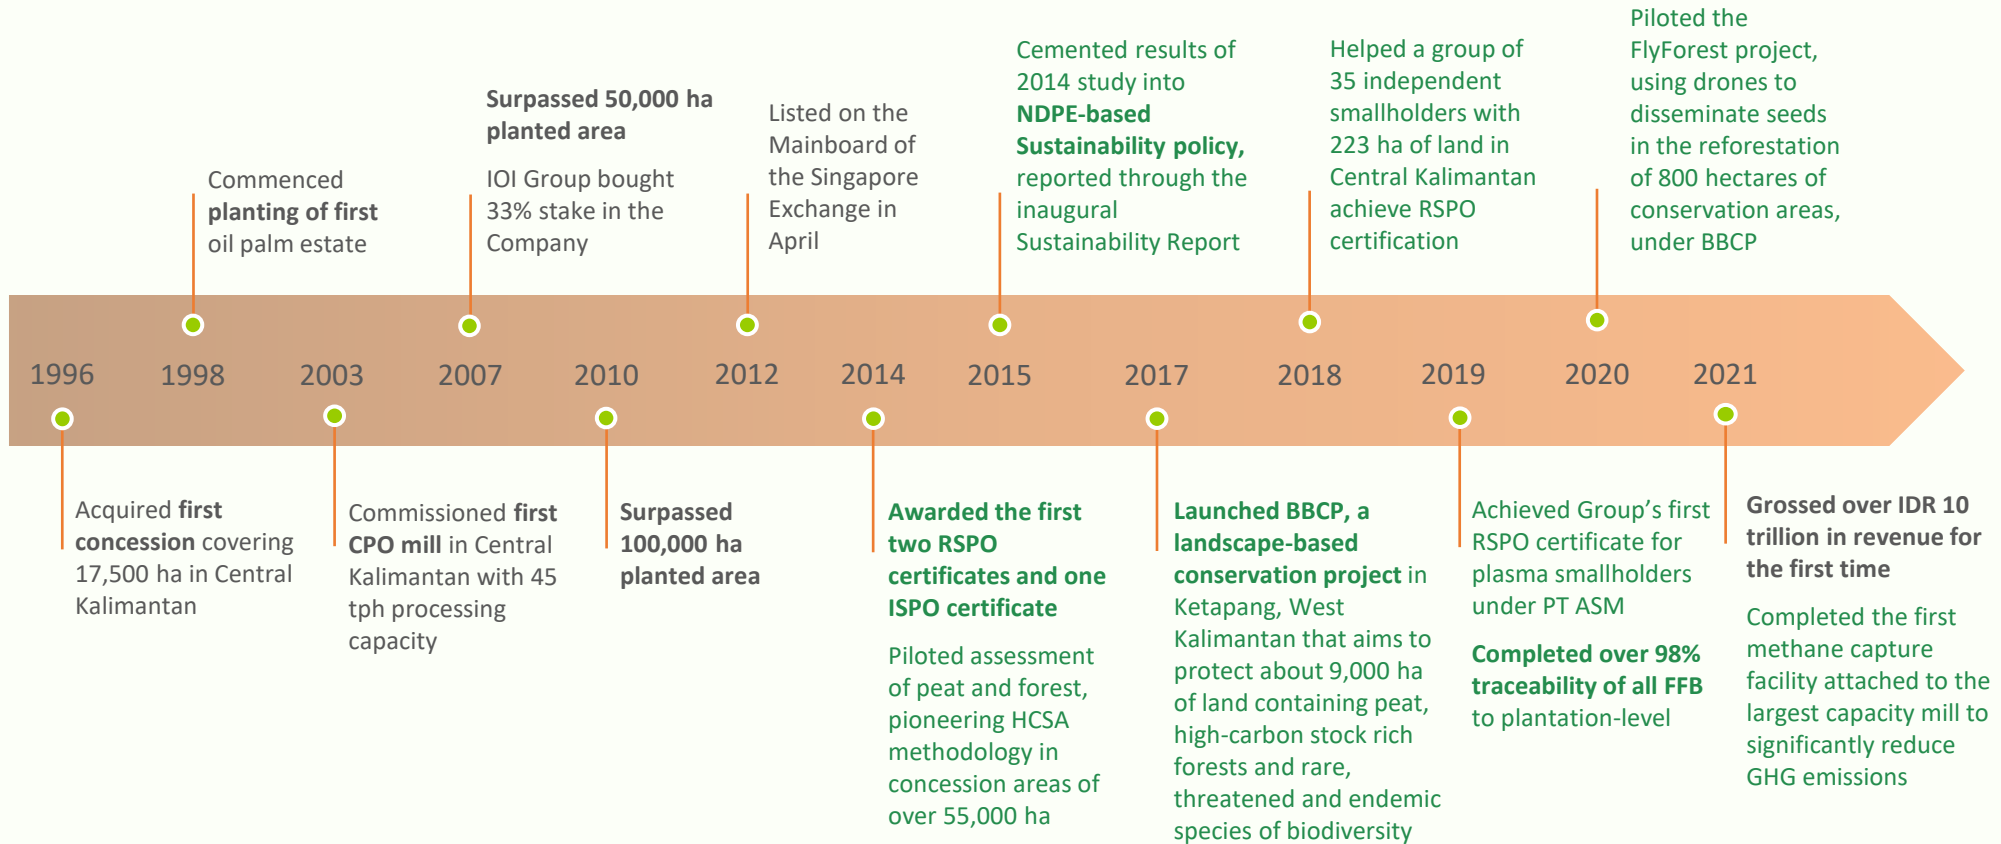 Commenced
planting of first
oil palm estate
Surpassed 50,000 ha
planted area
IOI Group bought
33% stake in the
Company
Listed on the
Mainboard of
the Singapore
Exchange in
April
Cemented results of
2014 study into
NDPE-based
Sustainability policy,
reported through the
inaugural
Sustainability Report
Helped a group of
35 independent
smallholders with
223 ha of land in
Central Kalimantan
achieve RSPO
certification
Piloted the
FlyForest project,
using drones to
disseminate seeds
in the reforestation
of 800 hectares of
conservation areas,
under BBCP
1996 1998 2003 2007 2010 2012 2014 2015 2017 2018 2019 2020 2021
Acquired first
concession covering
17,500 ha in Central
Kalimantan
Commissioned first
CPO mill in Central
Kalimantan with 45
tph processing
capacity
Surpassed
100,000 ha
planted area
Awarded the first
two RSPO
certificates and one
ISPO certificate
Piloted assessment
of peat and forest,
pioneering HCSA
methodology in
concession areas of
over 55,000 ha
Launched BBCP, a
landscape-based
conservation project in
Ketapang, West
Kalimantan that aims to
protect about 9,000 ha
of land containing peat,
high-carbon stock rich
forests and rare,
threatened and endemic
species of biodiversity
Achieved Group's first
RSPO certificate for
plasma smallholders
under PT ASM
Completed over 98%
traceability of all FFB
to plantation-level
Grossed over IDR 10
trillion in revenue for
the first time
Completed the first
methane capture
facility attached to the
largest capacity mill to
significantly reduce
GHG emissions